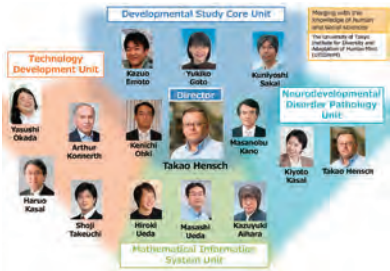 Developmental Study Core Unit
Merging with the
knowledge of human
and social sciences
The University of Tokyo
Institute for Diversity and
Adaptation of Human Mind
(UTIDAHM)
Technology
Development Unit
Kazuo
Emoto
Yukiko
Goto
Kuniyoshi
Sakai
Director
Neurodevelopmental
Disorder Pathology
Unit
Yasushi
Okada
Arthur
Konnerth
Kenichi
Ohki
Takao Hensch
Masanobu
Kano
Kiyoto
Kasai
Takao Hensch
Haruo
Kasai
Shoji
Takeuchi
Hiroki
Ueda
Masashi
Ueda
Kazuyuki
Aihara
Mathematical Information
System Unit